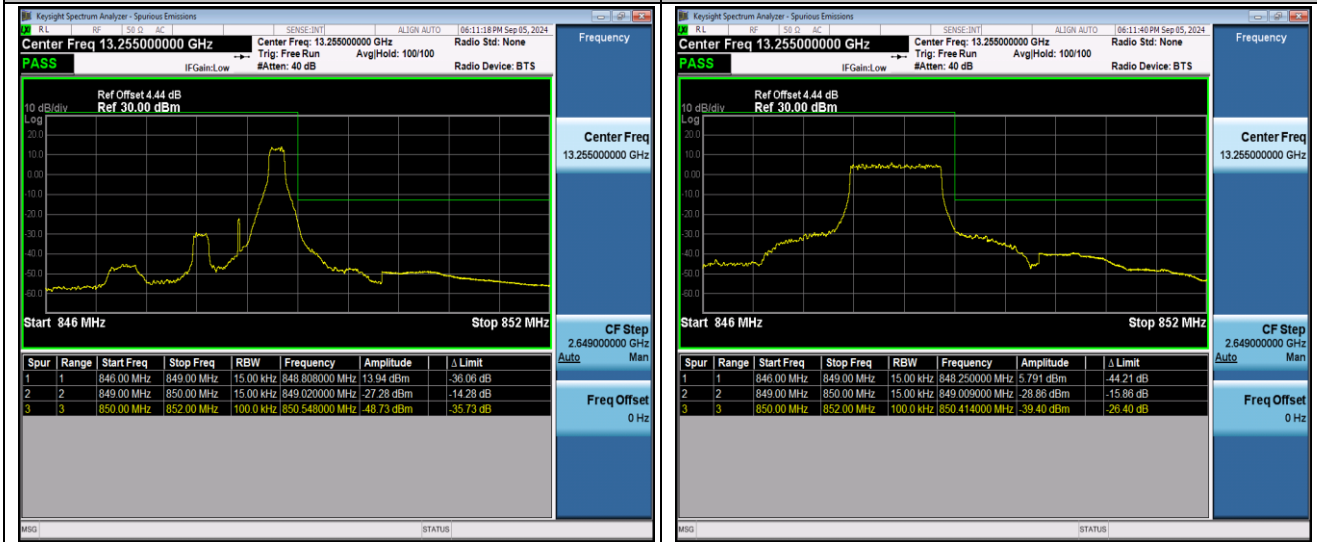 Keysight Spectrum Analyzer - Spurious Emissions
RL RF 50 Ω AC SENSE:INT ALIGN AUTO 06:11:18 PM Sep 05, 2024
Center Freq 13.255000000 GHz
Center Freq: 13.255000000 GHz
Radio Std: None
Trig: Free Run Avg|Hold: 100/100
PASS
IFGain:Low
#Atten: 40 dB
Radio Device: BTS
Ref Offset 4.44 dB
10 dB/div Ref 30.00 dBm
Log
20.0
10.0
0.00
-10.0
-20.0
-30.0
-40.0
-50.0
-60.0
Start 846 MHz Stop 852 MHz
Spur Range Start Freq Stop Freq RBW Frequency Amplitude Δ Limit
1 1 846.00 MHz 849.00 MHz 15.00 kHz 848.808000 MHz 13.94 dBm -36.06 dB
2 2 849.00 MHz 850.00 MHz 15.00 kHz 849.020000 MHz -27.28 dBm -14.28 dB
3 3 850.00 MHz 852.00 MHz 100.0 kHz 850.548000 MHz -48.73 dBm -35.73 dB
MSG STATUS
Frequency
Center Freq
13.255000000 GHz
CF Step
2.649000000 GHz
Auto Man
Freq Offset
0 Hz
Keysight Spectrum Analyzer - Spurious Emissions
RL RF 50 Ω AC SENSE:INT ALIGN AUTO 06:11:40 PM Sep 05, 2024
Center Freq 13.255000000 GHz
Center Freq: 13.255000000 GHz
Radio Std: None
Trig: Free Run Avg|Hold: 100/100
PASS
IFGain:Low
#Atten: 40 dB
Radio Device: BTS
Ref Offset 4.44 dB
10 dB/div Ref 30.00 dBm
Log
20.0
10.0
0.00
-10.0
-20.0
-30.0
-40.0
-50.0
-60.0
Start 846 MHz Stop 852 MHz
Spur Range Start Freq Stop Freq RBW Frequency Amplitude Δ Limit
1 1 846.00 MHz 849.00 MHz 15.00 kHz 848.250000 MHz 5.791 dBm -44.21 dB
2 2 849.00 MHz 850.00 MHz 15.00 kHz 849.009000 MHz -28.86 dBm -15.86 dB
3 3 850.00 MHz 852.00 MHz 100.0 kHz 850.414000 MHz -39.40 dBm -26.40 dB
MSG STATUS
Frequency
Center Freq
13.255000000 GHz
CF Step
2.649000000 GHz
Auto Man
Freq Offset
0 Hz